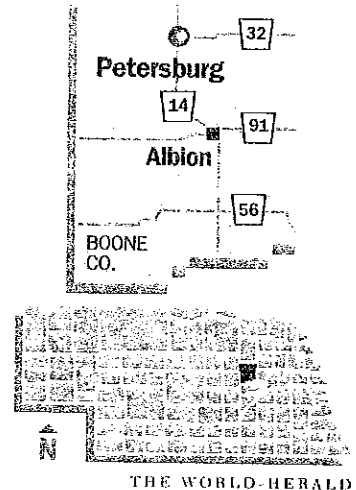 32
Petersburg
14
91
Albion
56
BOONE
CO.
N
THE WORLD-HERALD